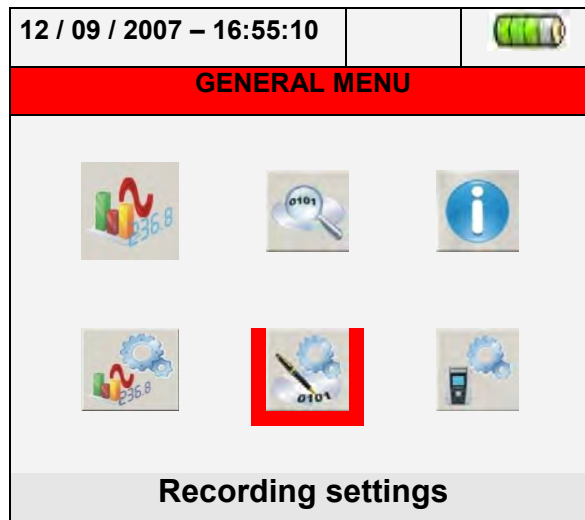 12 / 09 / 2007 – 16:55:10
GENERAL MENU
236.8
0101
i
236.8
0101
Recording settings